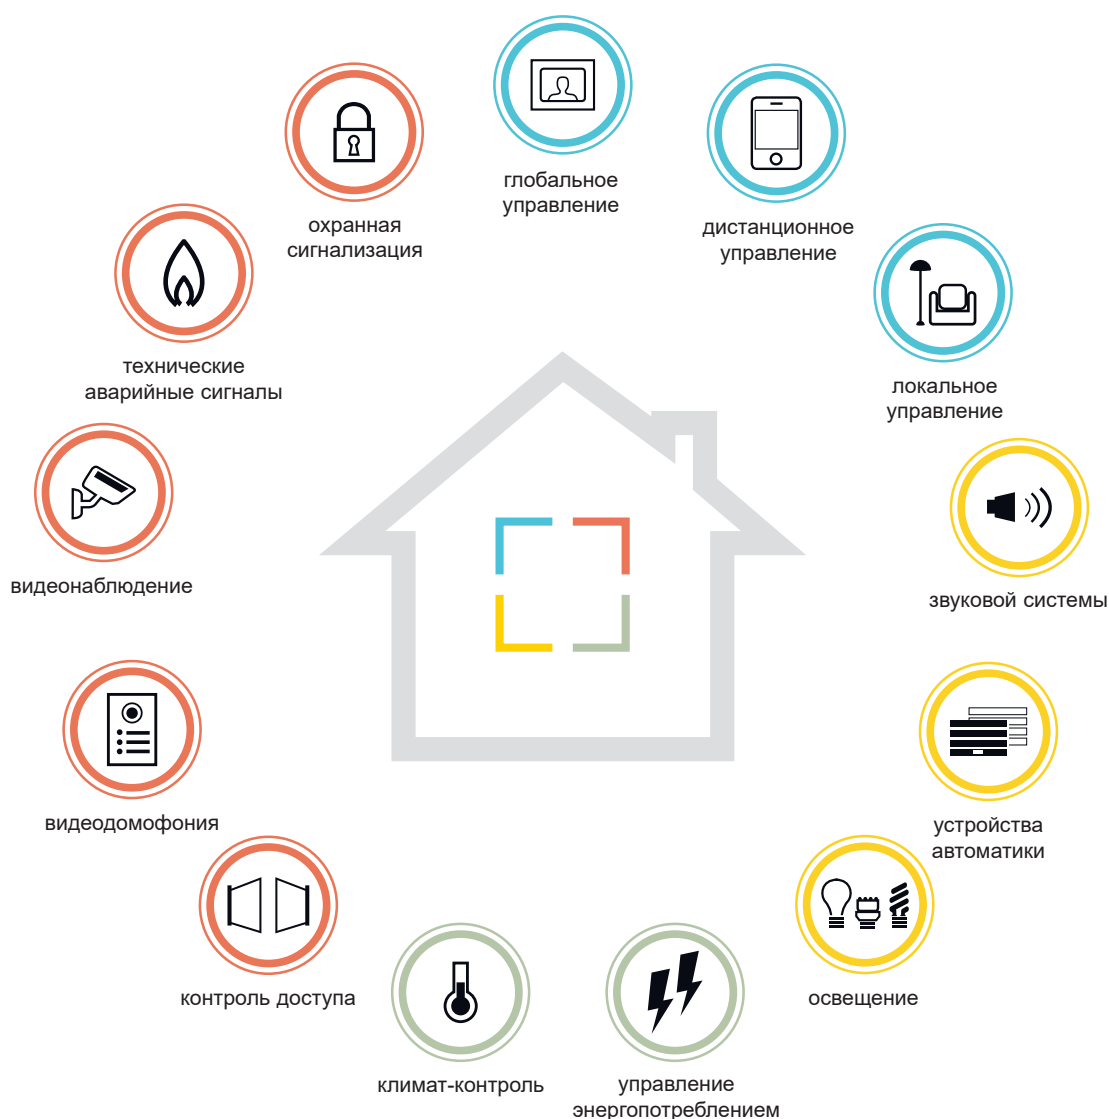 глобальное
управление
дистанционное
управление
локальное
управление
звуковой системы
устройства
автоматики
освещение
управление
энергопотреблением
климат-контроль
контроль доступа
видеодомофония
видеонаблюдение
технические
аварийные сигналы
охранная
сигнализация